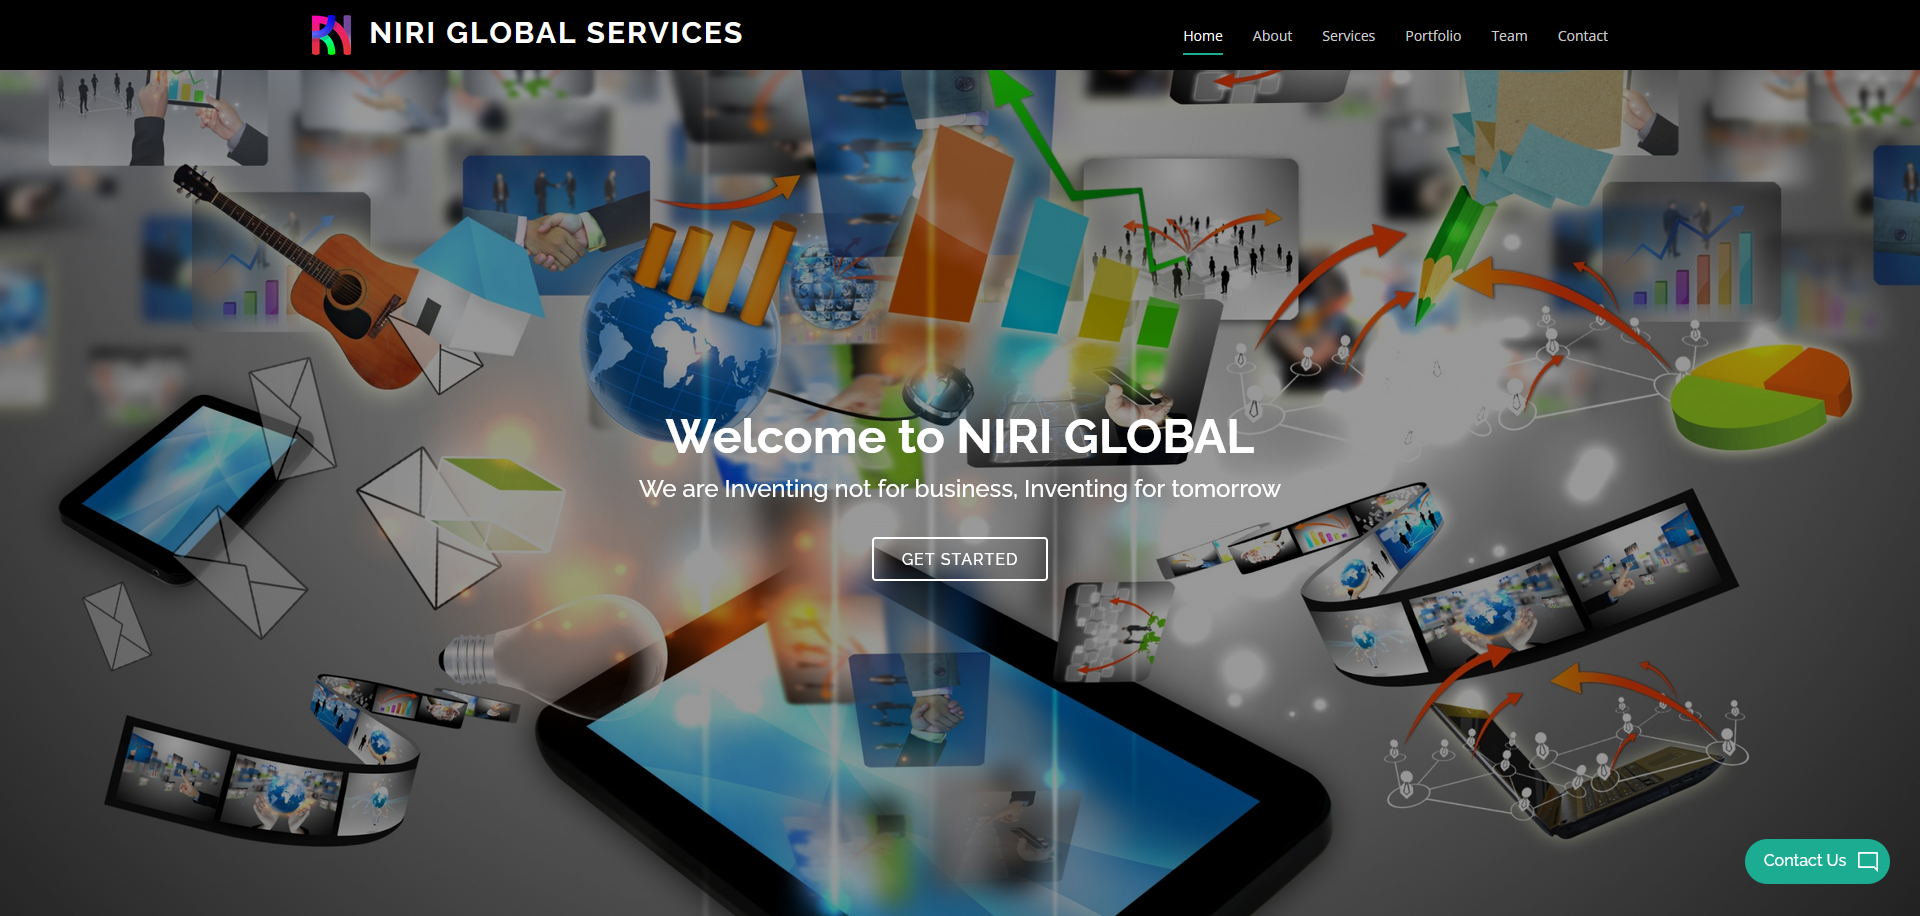 NIRI GLOBAL SERVICES
Home About Services Portfolio Team Contact
Welcome to NIRI GLOBAL
We are Inventing not for business, Inventing for tomorrow
GET STARTED
Contact Us